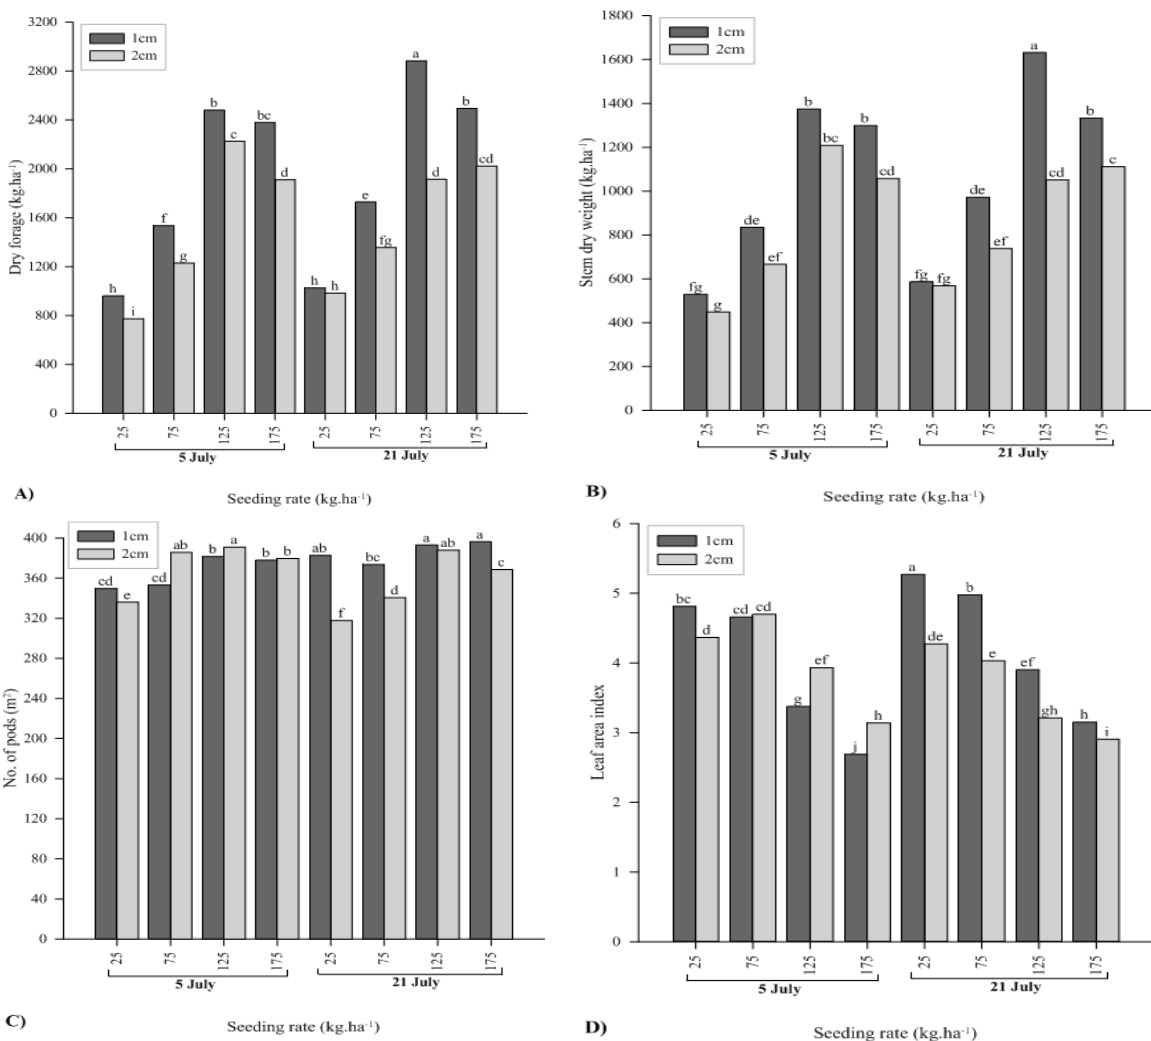 3200
2800
2400
2000
1600
1200
800
400
0
Dry forage (kg.ha⁻¹)
1cm
2cm
h i f g b c bc d h h e fg a d bc cd
25 75 125 175 25 75 125 175
5 July 21 July
A) Seeding rate (kg.ha⁻¹)
1800
1600
1400
1200
1000
800
600
400
200
0
Stem dry weight (kg.ha⁻¹)
1cm
2cm
fg g de ef b bc b d fg fg de ef a cd b c
25 75 125 175 25 75 125 175
5 July 21 July
B) Seeding rate (kg.ha⁻¹)
400
360
320
280
240
200
160
120
80
40
0
No. of pods (m²)
1cm
2cm
cd e cd ab b a b b ab f bc d a ab a c
25 75 125 175 25 75 125 175
5 July 21 July
C) Seeding rate (kg.ha⁻¹)
6
5
4
3
2
1
0
Leaf area index
1cm
2cm
bc d cd cd g ef j h a de b e ef gh h i
25 75 125 175 25 75 125 175
5 July 21 July
D) Seeding rate (kg.ha⁻¹)